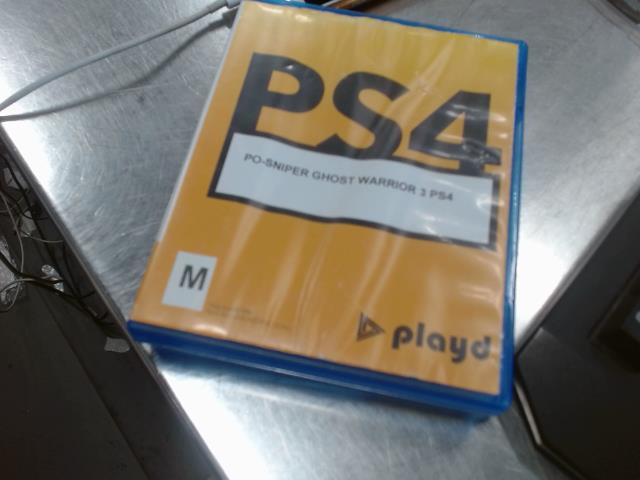 PS4
PO-SNIPER GHOST WARRIOR 3 PS4
M
playd